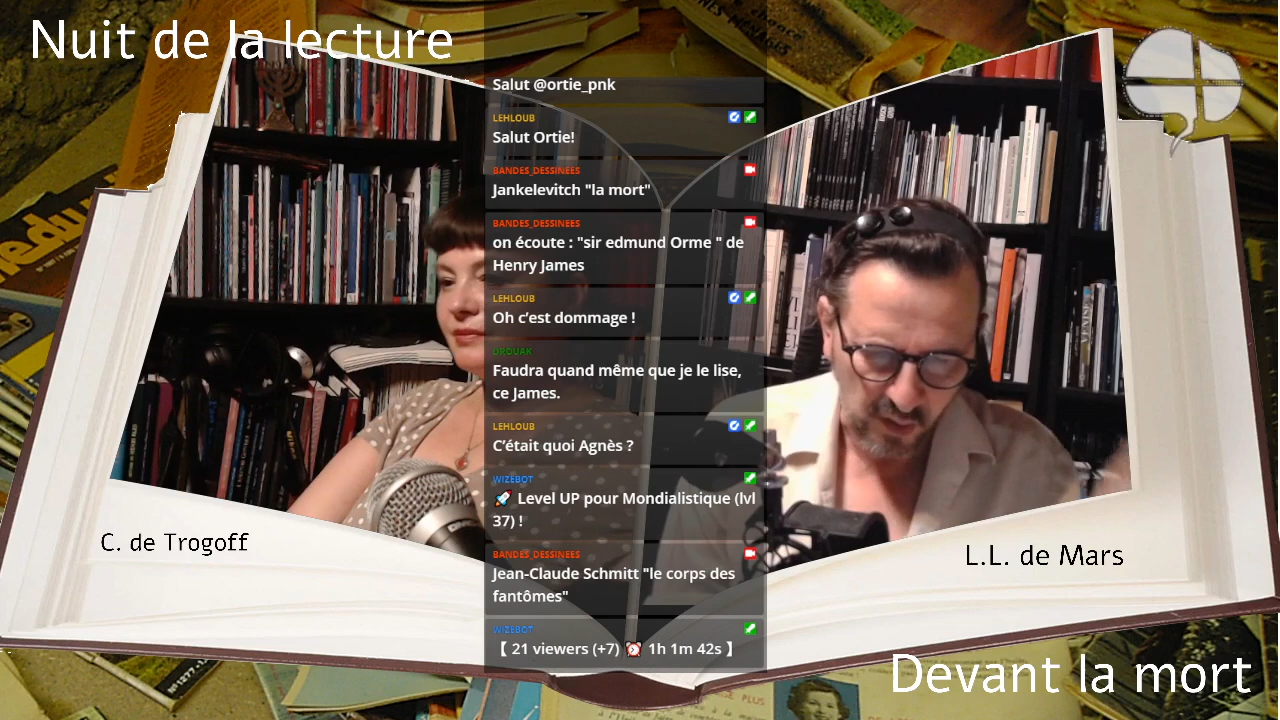 Nuit de la lecture
Salut @ortie_pnk
LEHLOUB
Salut Ortie!
BANDES_DESSINEES
Jankelevitch "la mort"
BANDES_DESSINEES
on écoute : "sir edmund Orme " de
Henry James
LEHLOUB
Oh c'est dommage !
DROUAK
Faudra quand même que je le lise,
ce James.
LEHLOUB
C'était quoi Agnès ?
WIZEBOT
🚀 Level UP pour Mondialistique (lvl
37) !
BANDES_DESSINEES
Jean-Claude Schmitt "le corps des
fantômes"
WIZEBOT
【 21 viewers (+7) ⏰ 1h 1m 42s 】
C. de Trogoff
L.L. de Mars
Devant la mort